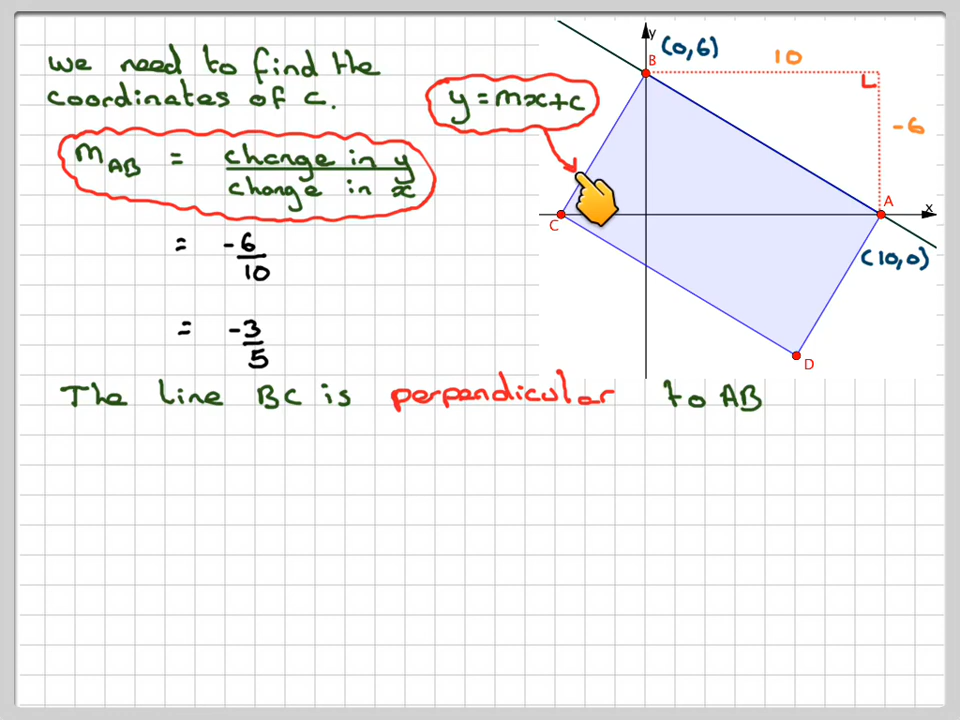 we need to find the
coordinates of c.
y = mx+c
m AB = change in y
change in x
= -6
10
= -3
5
The line BC is perpendicular to AB
y
B
(0,6)
10
-6
A
x
C
(10,0)
D